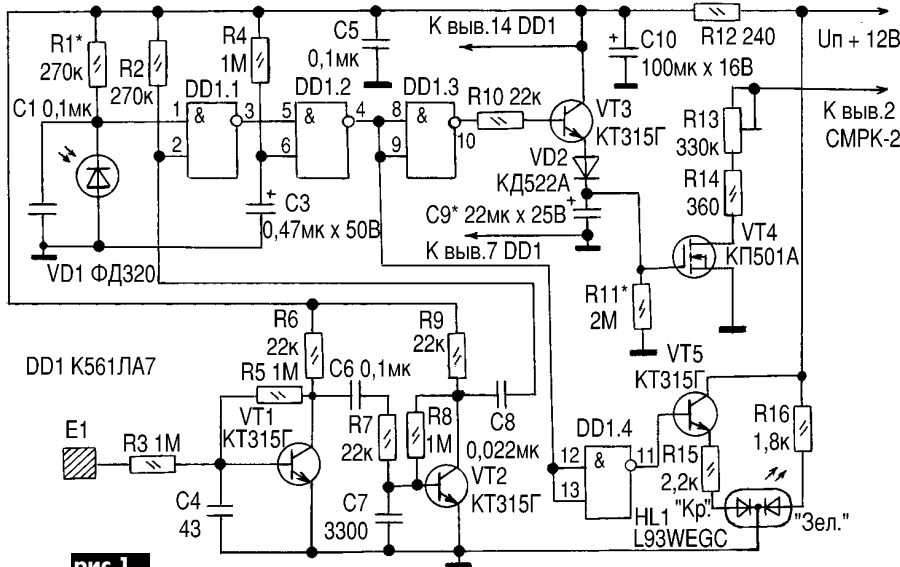 R1*
270к
R2
270к
R4
1М
C5
0,1мк
К выв.14 DD1
C10
100мк x 16В
R12 240
Uп + 12В
C1 0,1мк
DD1.1
DD1.2
DD1.3
R10 22к
VT3
КТ315Г
R13
330к
К выв.2
СМРК-2
1
&
3
5
&
4
8
&
10
2
6
9
VD2
КД522А
R14
360
C3
0,47мк x 50В
C9* 22мк x 25В
VT4
КП501А
VD1 ФД320
К выв.7 DD1
R11*
2М
R6
22к
R9
22к
DD1 К561ЛА7
R5 1М
C6 0,1мк
VT5
КТ315Г
VT1
КТ315Г
R7
22к
R8
1М
C8
0,022мк
DD1.4
R16
1,8к
E1
R3 1М
12
&
11
13
R15
2,2к
C4
43
C7
3300
VT2
КТ315Г
"Кр."
HL1
L93WEGC
"Зел."
рис.1